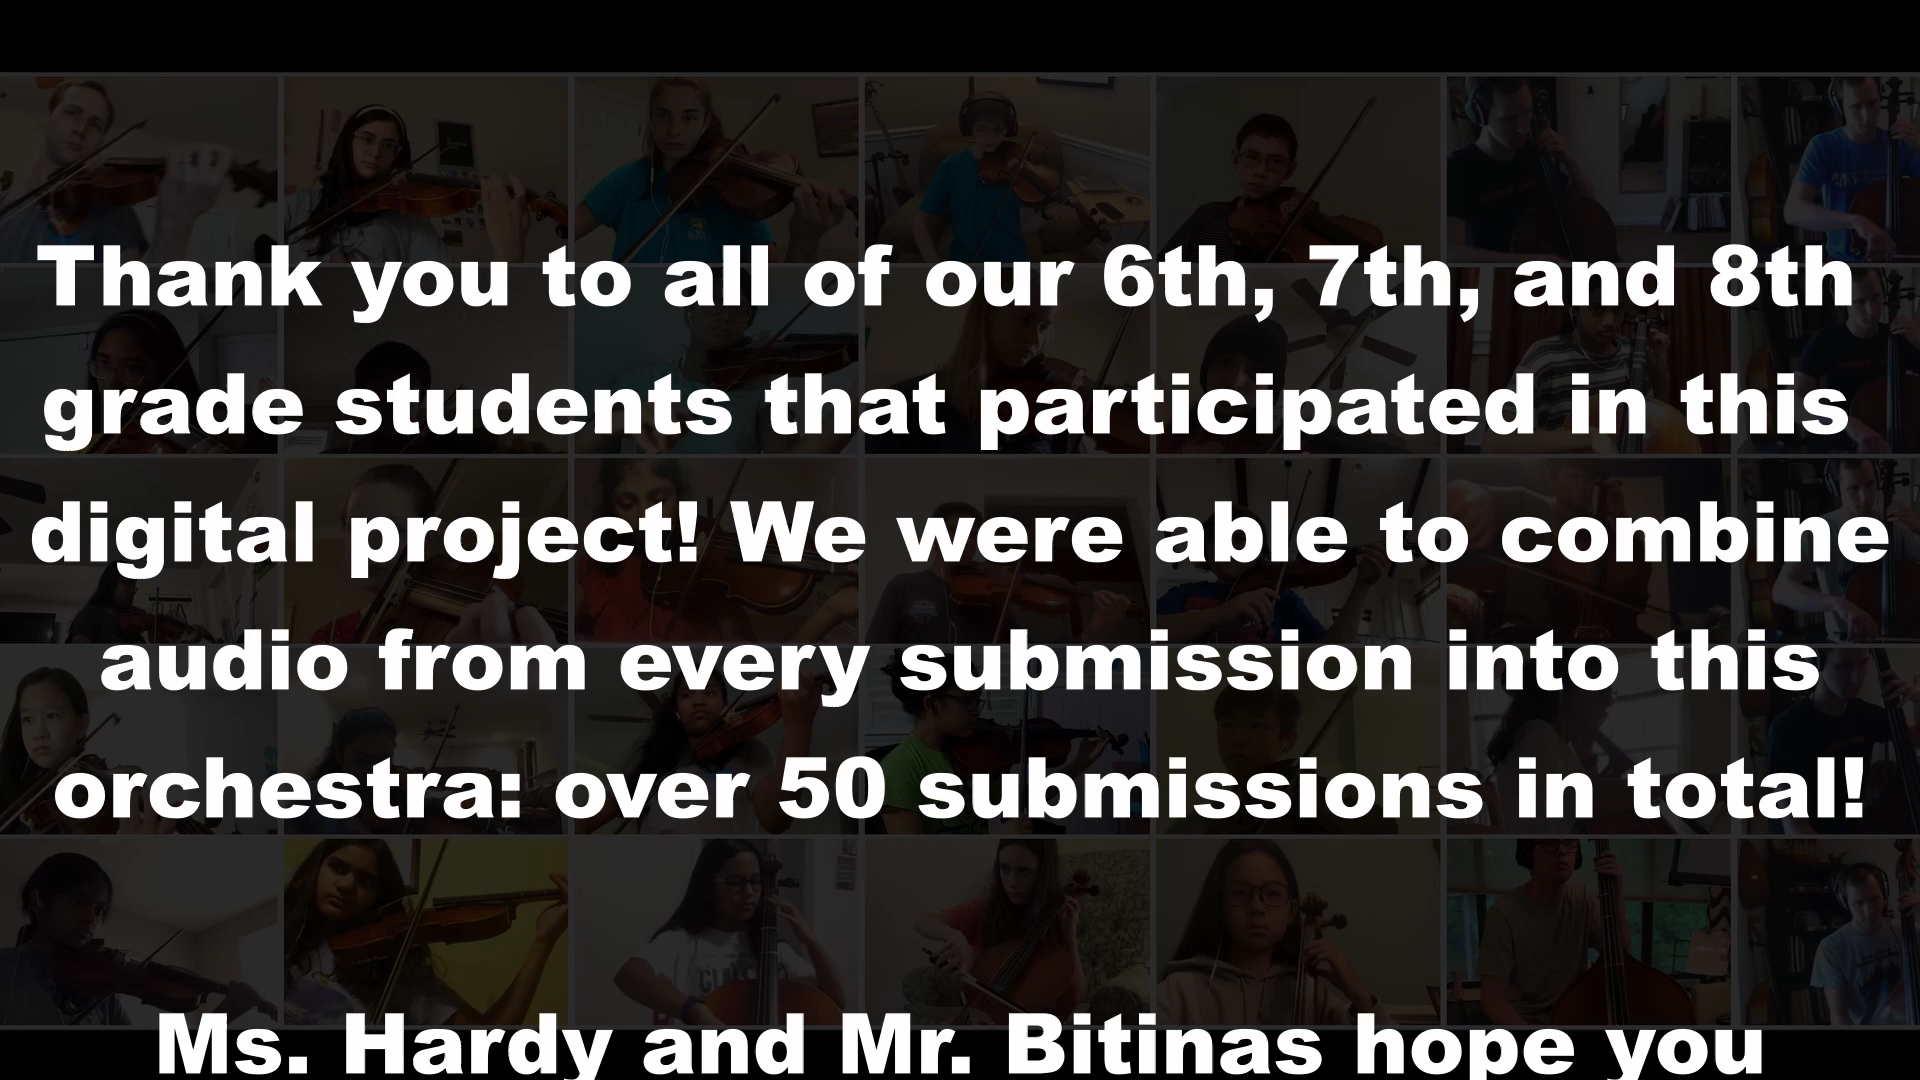 Thank you to all of our 6th, 7th, and 8th
grade students that participated in this
digital project! We were able to combine
audio from every submission into this
orchestra: over 50 submissions in total!
Ms. Hardy and Mr. Bitinas hope you